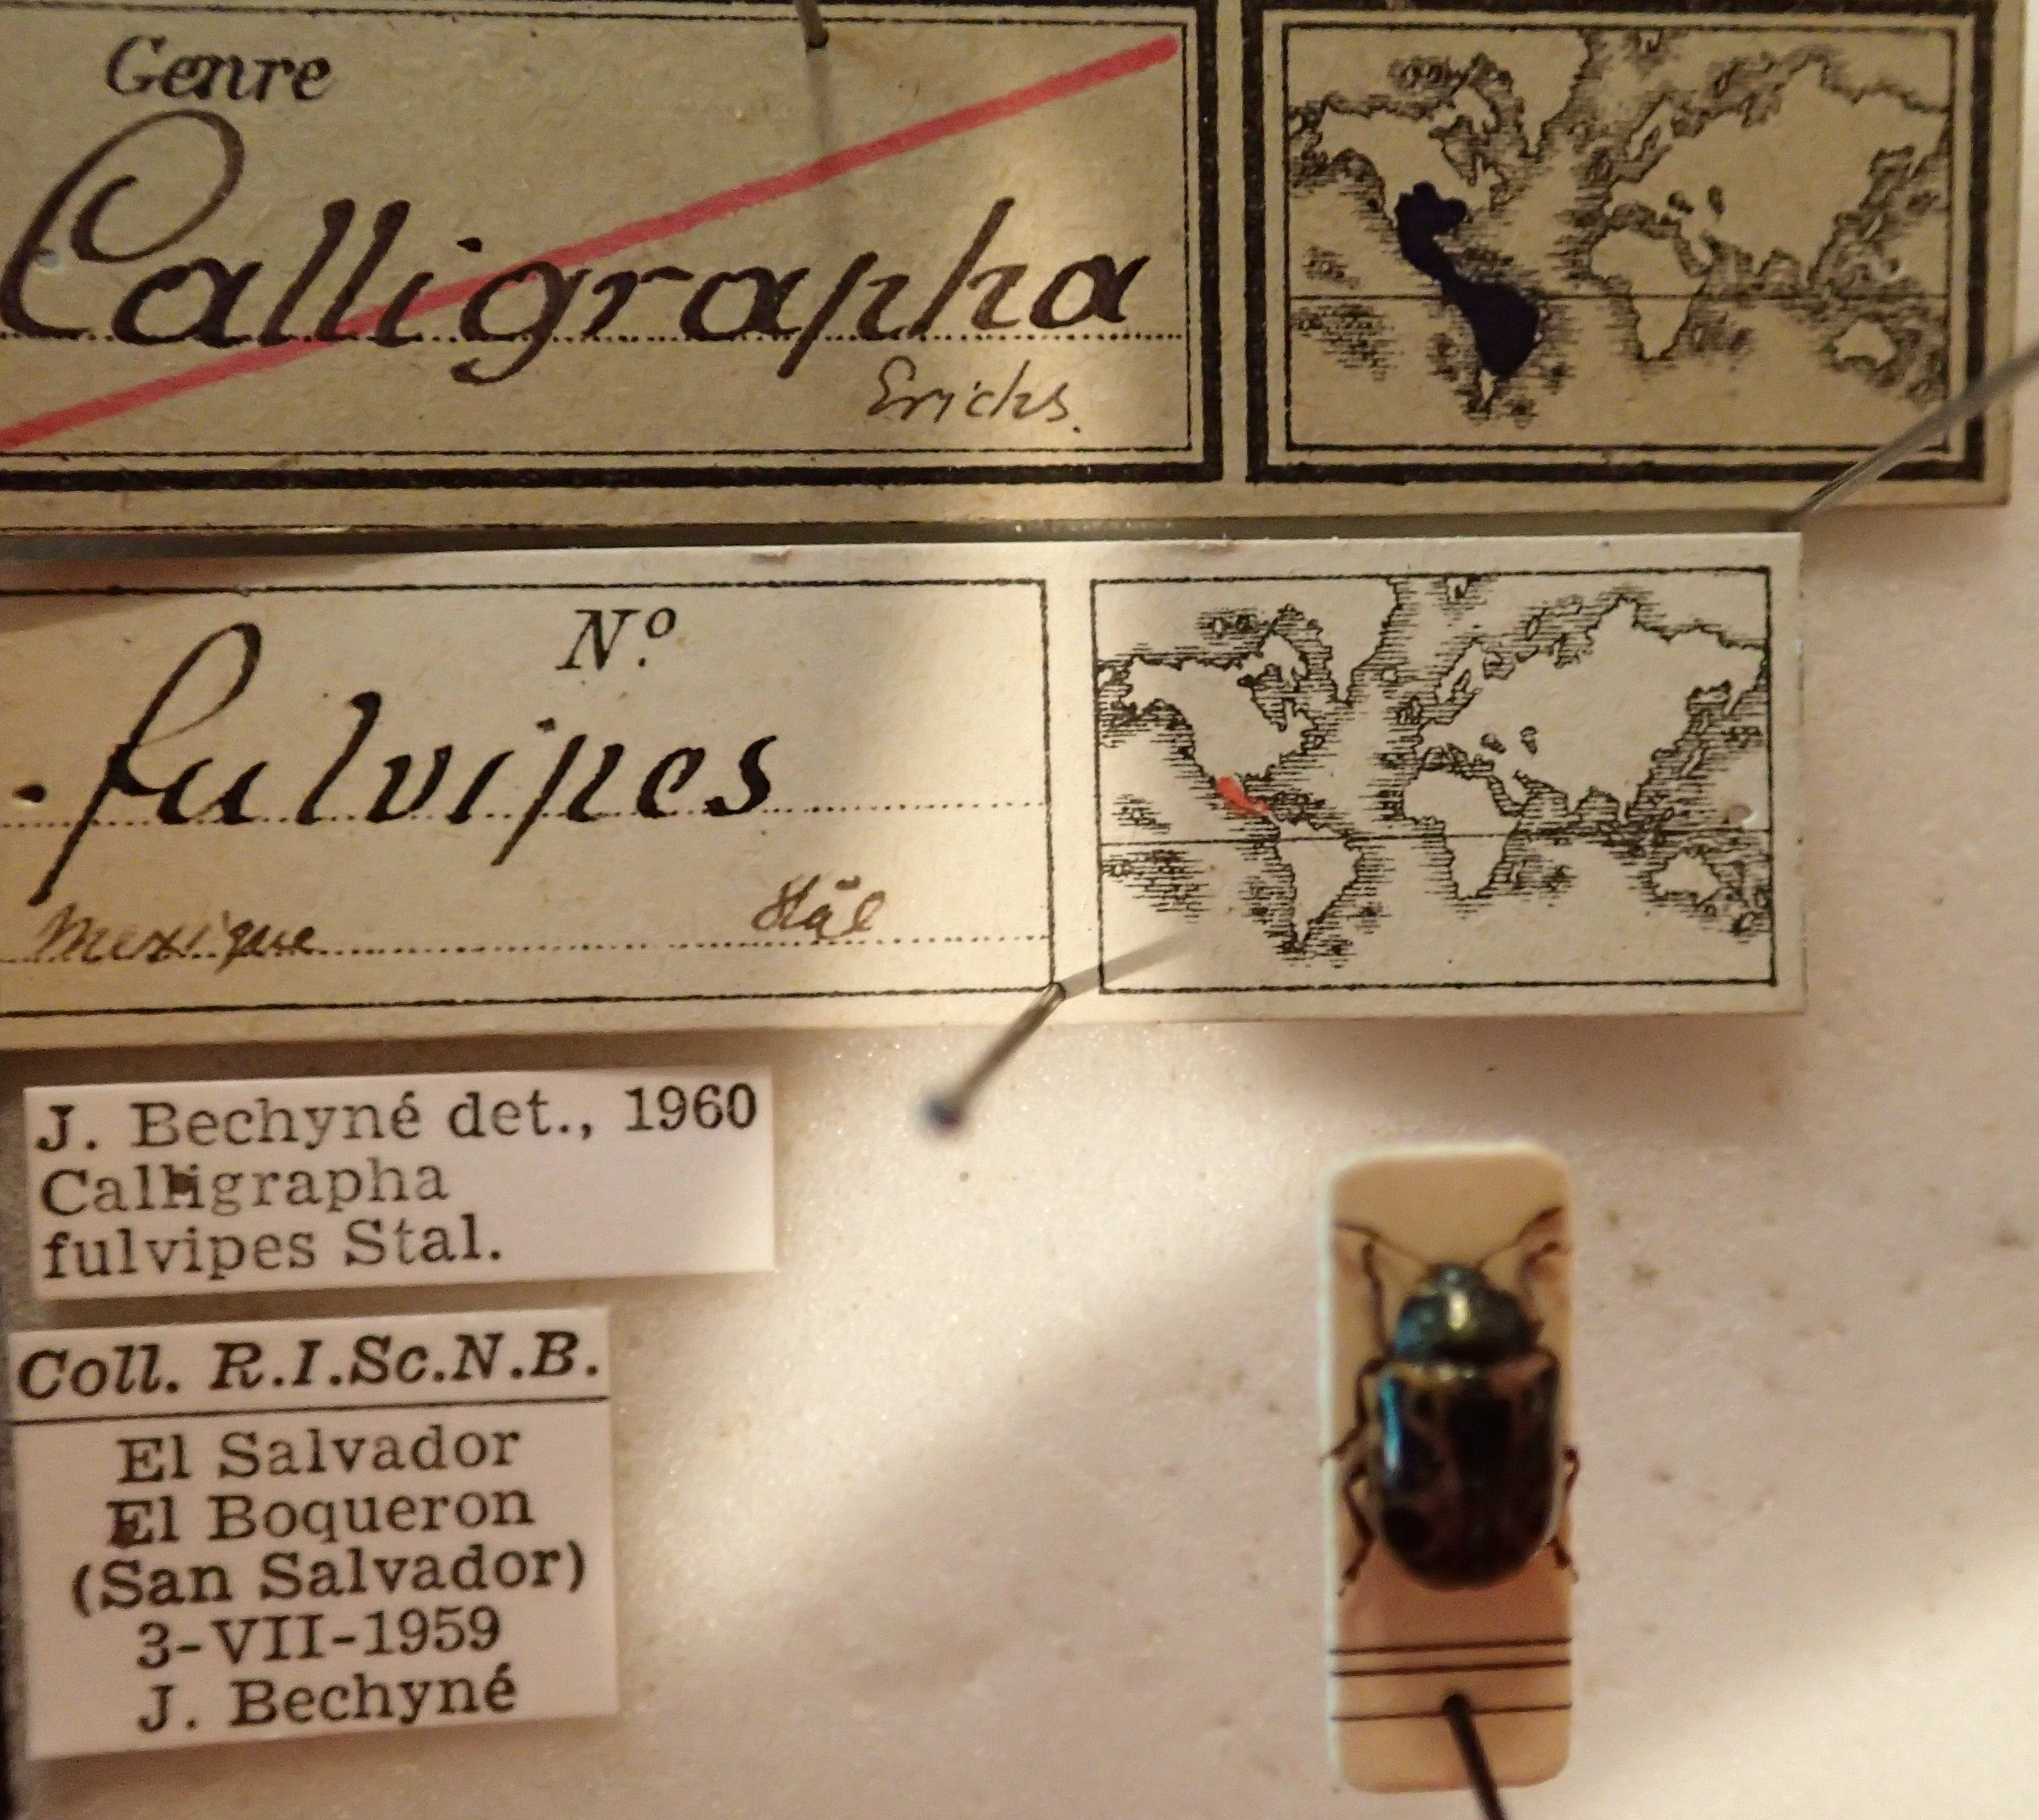 Genre
Calligrapha
Erichs.
Nº
fulvipes
Mexique Stål
J. Bechyné det., 1960
Calligrapha
fulvipes Stal.
Coll. R.I.Sc.N.B.
El Salvador
El Boqueron
(San Salvador)
3-VII-1959
J. Bechyné